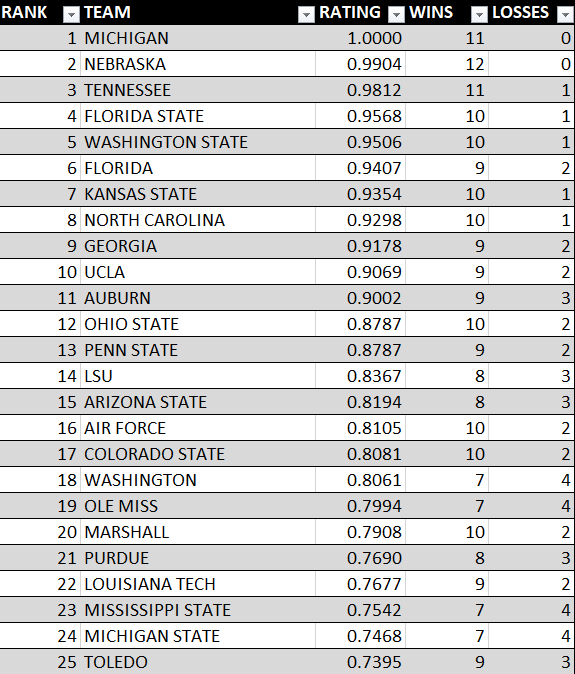 RANK TEAM RATING WINS LOSSES
1 MICHIGAN 1.0000 11 0
2 NEBRASKA 0.9904 12 0
3 TENNESSEE 0.9812 11 1
4 FLORIDA STATE 0.9568 10 1
5 WASHINGTON STATE 0.9506 10 1
6 FLORIDA 0.9407 9 2
7 KANSAS STATE 0.9354 10 1
8 NORTH CAROLINA 0.9298 10 1
9 GEORGIA 0.9178 9 2
10 UCLA 0.9069 9 2
11 AUBURN 0.9002 9 3
12 OHIO STATE 0.8787 10 2
13 PENN STATE 0.8787 9 2
14 LSU 0.8367 8 3
15 ARIZONA STATE 0.8194 8 3
16 AIR FORCE 0.8105 10 2
17 COLORADO STATE 0.8081 10 2
18 WASHINGTON 0.8061 7 4
19 OLE MISS 0.7994 7 4
20 MARSHALL 0.7908 10 2
21 PURDUE 0.7690 8 3
22 LOUISIANA TECH 0.7677 9 2
23 MISSISSIPPI STATE 0.7542 7 4
24 MICHIGAN STATE 0.7468 7 4
25 TOLEDO 0.7395 9 3